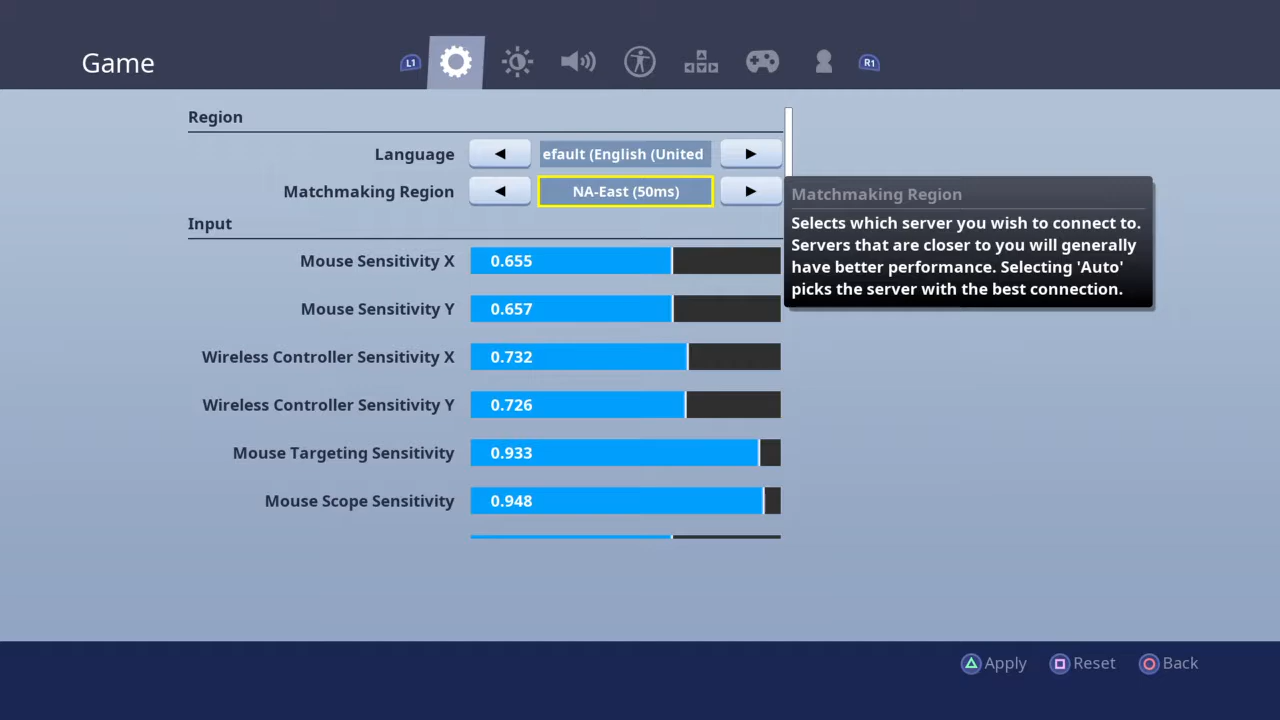 Game
L1
R1
Region
Language
◄
efault (English (United
►
Matchmaking Region
◄
NA-East (50ms)
►
Matchmaking Region
Selects which server you wish to connect to.
Servers that are closer to you will generally
have better performance. Selecting 'Auto'
picks the server with the best connection.
Input
Mouse Sensitivity X
0.655
Mouse Sensitivity Y
0.657
Wireless Controller Sensitivity X
0.732
Wireless Controller Sensitivity Y
0.726
Mouse Targeting Sensitivity
0.933
Mouse Scope Sensitivity
0.948
Apply
Reset
Back